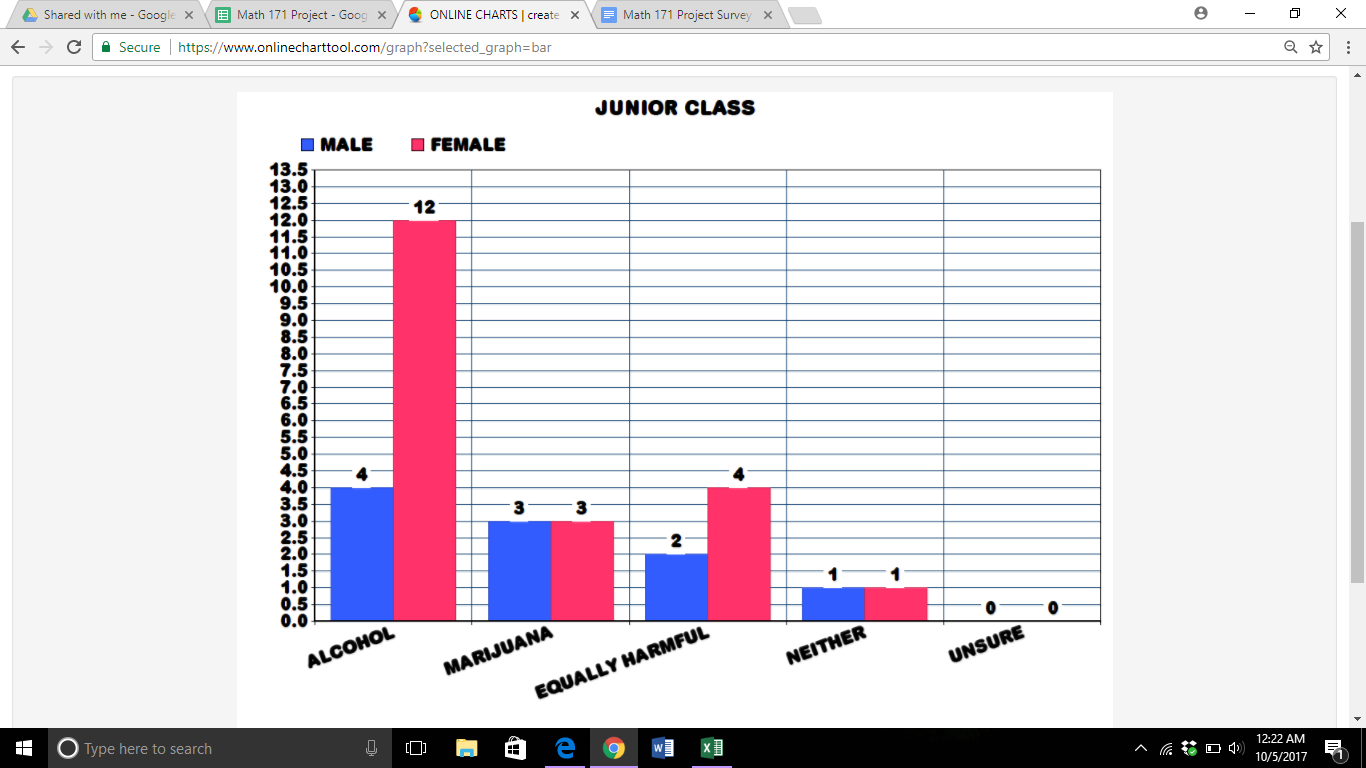 Shared with me - Google
Math 171 Project - Goog
ONLINE CHARTS | create
Math 171 Project Survey
Secure
https://www.onlinecharttool.com/graph?selected_graph=bar
JUNIOR CLASS
MALE FEMALE
13.5
13.0
12.5
12.0
11.5
11.0
10.5
10.0
9.5
9.0
8.5
8.0
7.5
7.0
6.5
6.0
5.5
5.0
4.5
4.0
3.5
3.0
2.5
2.0
1.5
1.0
0.5
0.0
4 12
3 3
2 4
1 1
0 0
ALCOHOL
MARIJUANA
EQUALLY HARMFUL
NEITHER
UNSURE
Type here to search
12:22 AM
10/5/2017
1